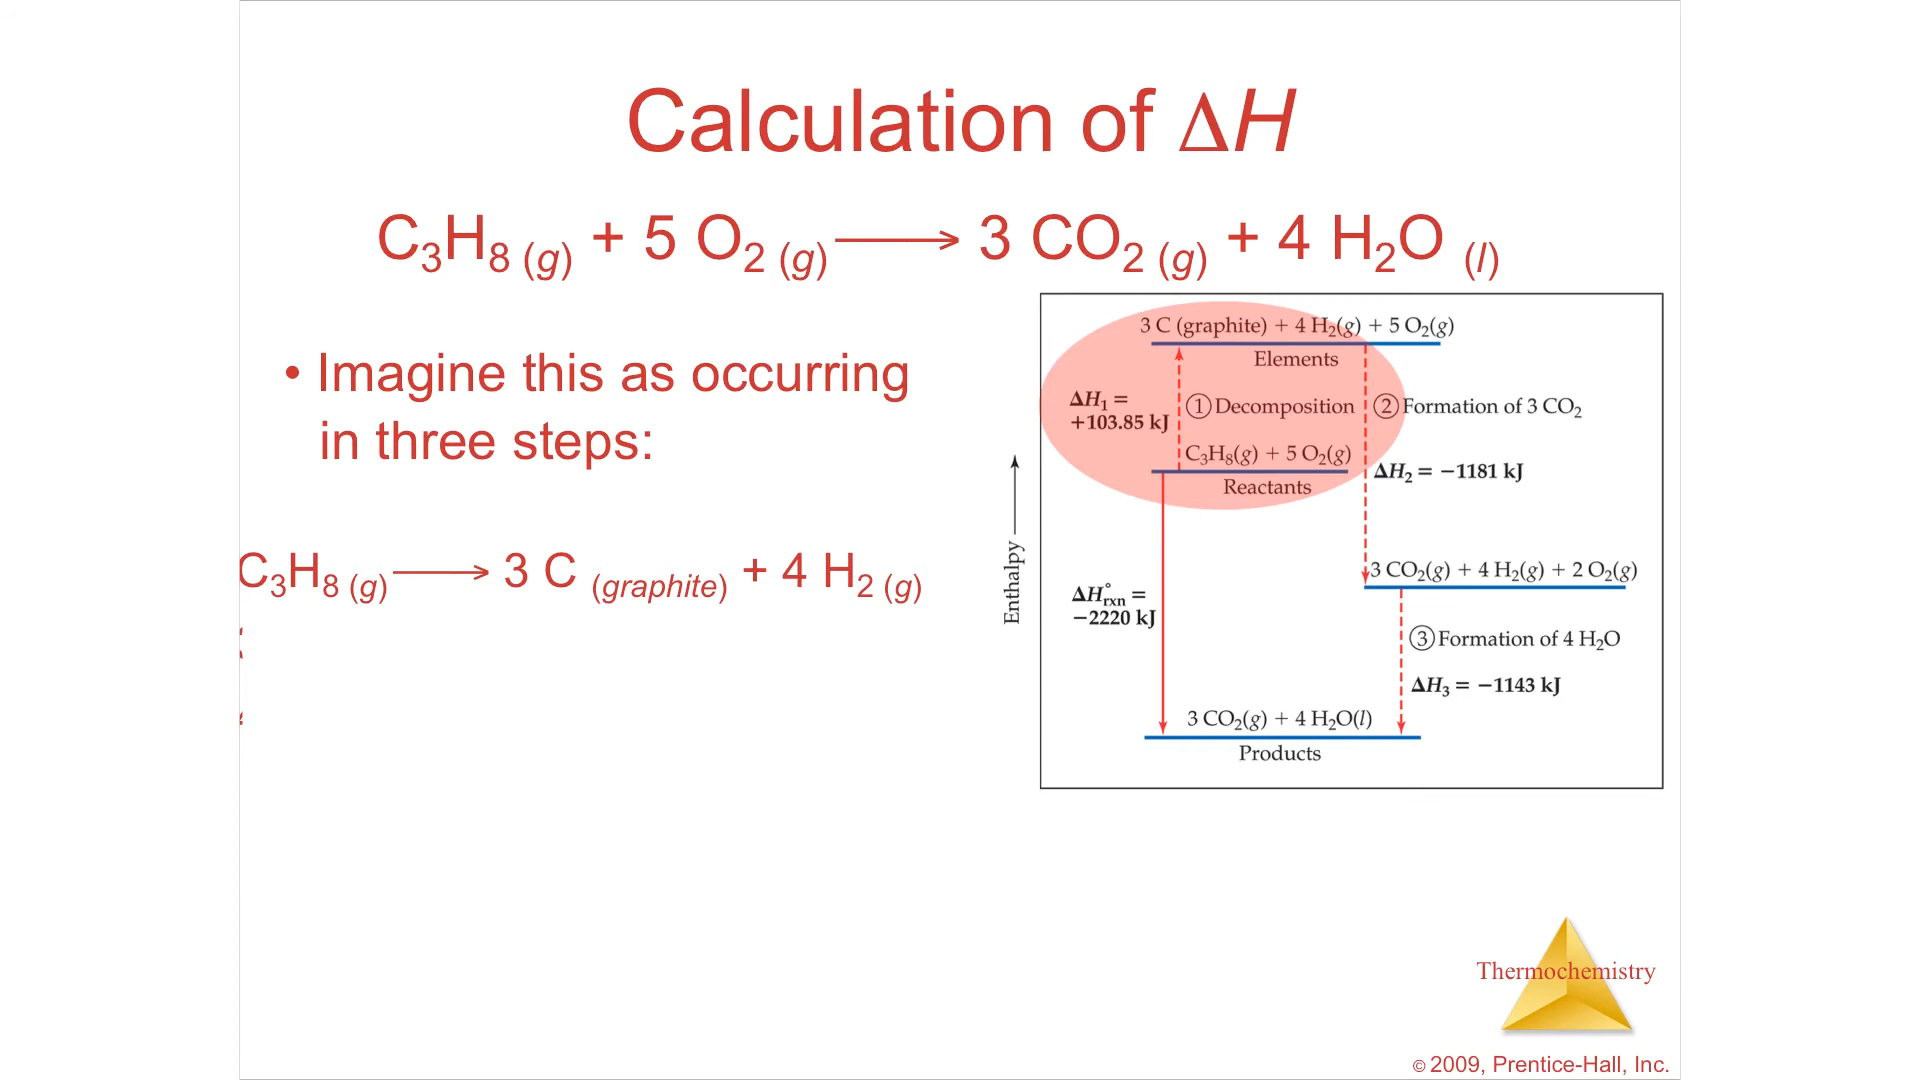 Calculation of ΔH
C₃H₈ (g) + 5 O₂ (g) ⟶ 3 CO₂ (g) + 4 H₂O (l)
• Imagine this as occurring
in three steps:
C₃H₈ (g) ⟶ 3 C (graphite) + 4 H₂ (g)
3 C (graphite) + 4 H₂(g) + 5 O₂(g)
Elements
ΔH₁ =
+103.85 kJ
① Decomposition
② Formation of 3 CO₂
C₃H₈(g) + 5 O₂(g)
Reactants
ΔH₂ = −1181 kJ
Enthalpy
3 CO₂(g) + 4 H₂(g) + 2 O₂(g)
ΔH°rxn =
−2220 kJ
③ Formation of 4 H₂O
ΔH₃ = −1143 kJ
3 CO₂(g) + 4 H₂O(l)
Products
Thermochemistry
© 2009, Prentice-Hall, Inc.